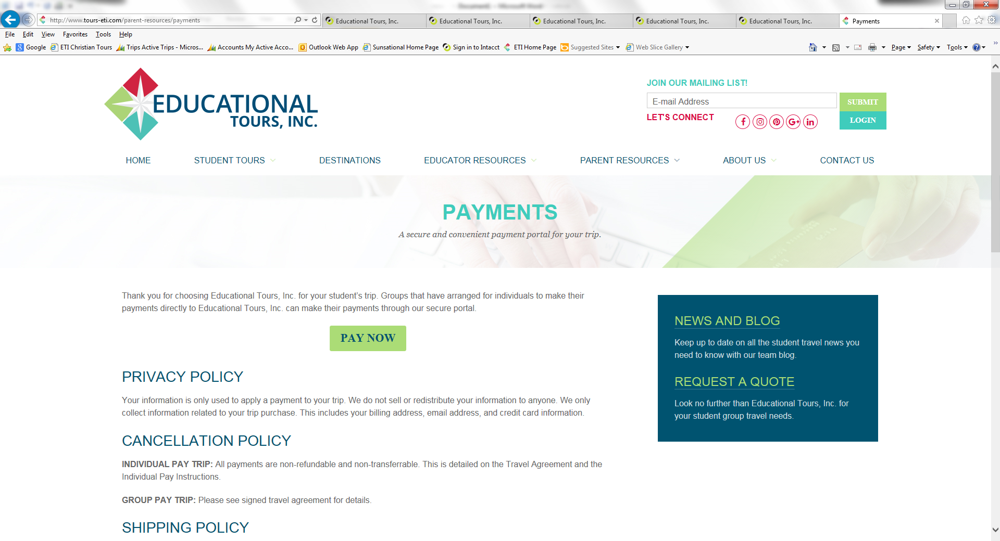 Document1 - Microsoft Word
http://www.tours-eti.com/parent-resources/payments
Educational Tours, Inc.
Educational Tours, Inc.
Educational Tours, Inc.
Educational Tours, Inc.
Educational Tours, Inc.
Payments
File Edit View Favorites Tools Help
Google ETI Christian Tours Trips Active Trips - Micros... Accounts My Active Acco... Outlook Web App Sunsational Home Page Sign in to Intacct ETI Home Page Suggested Sites Web Slice Gallery Page Safety Tools
EDUCATIONAL
TOURS, INC.
JOIN OUR MAILING LIST!
E-mail Address
SUBMIT
LET'S CONNECT
LOGIN
HOME STUDENT TOURS DESTINATIONS EDUCATOR RESOURCES PARENT RESOURCES ABOUT US CONTACT US
PAYMENTS
A secure and convenient payment portal for your trip.
Thank you for choosing Educational Tours, Inc. for your student's trip. Groups that have arranged for individuals to make their
payments directly to Educational Tours, Inc. can make their payments through our secure portal.
PAY NOW
PRIVACY POLICY
Your information is only used to apply a payment to your trip. We do not sell or redistribute your information to anyone. We only
collect information related to your trip purchase. This includes your billing address, email address, and credit card information.
CANCELLATION POLICY
INDIVIDUAL PAY TRIP: All payments are non-refundable and non-transferrable. This is detailed on the Travel Agreement and the
Individual Pay Instructions.
GROUP PAY TRIP: Please see signed travel agreement for details.
SHIPPING POLICY
NEWS AND BLOG
Keep up to date on all the student travel news you
need to know with our team blog.
REQUEST A QUOTE
Look no further than Educational Tours, Inc. for
your student group travel needs.